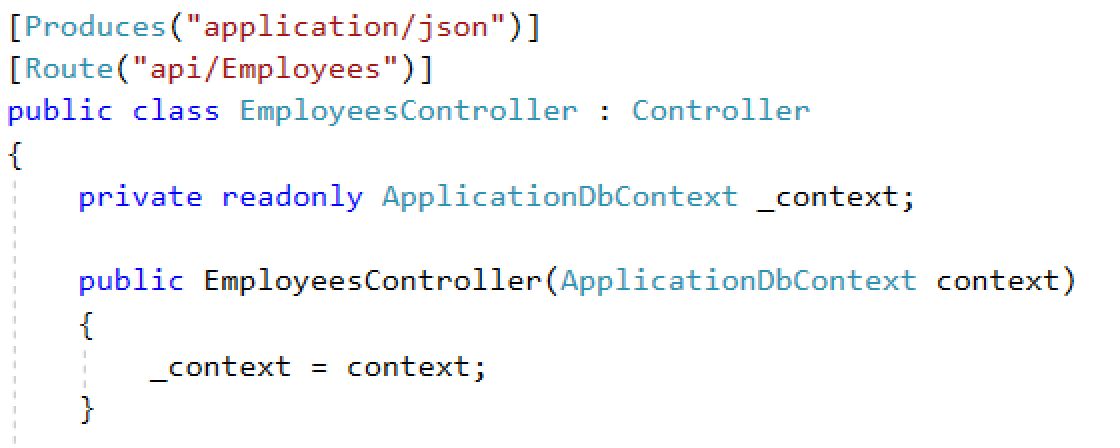 [Produces("application/json")]
[Route("api/Employees")]
public class EmployeesController : Controller
{
    private readonly ApplicationDbContext _context;

    public EmployeesController(ApplicationDbContext context)
    {
        _context = context;
    }